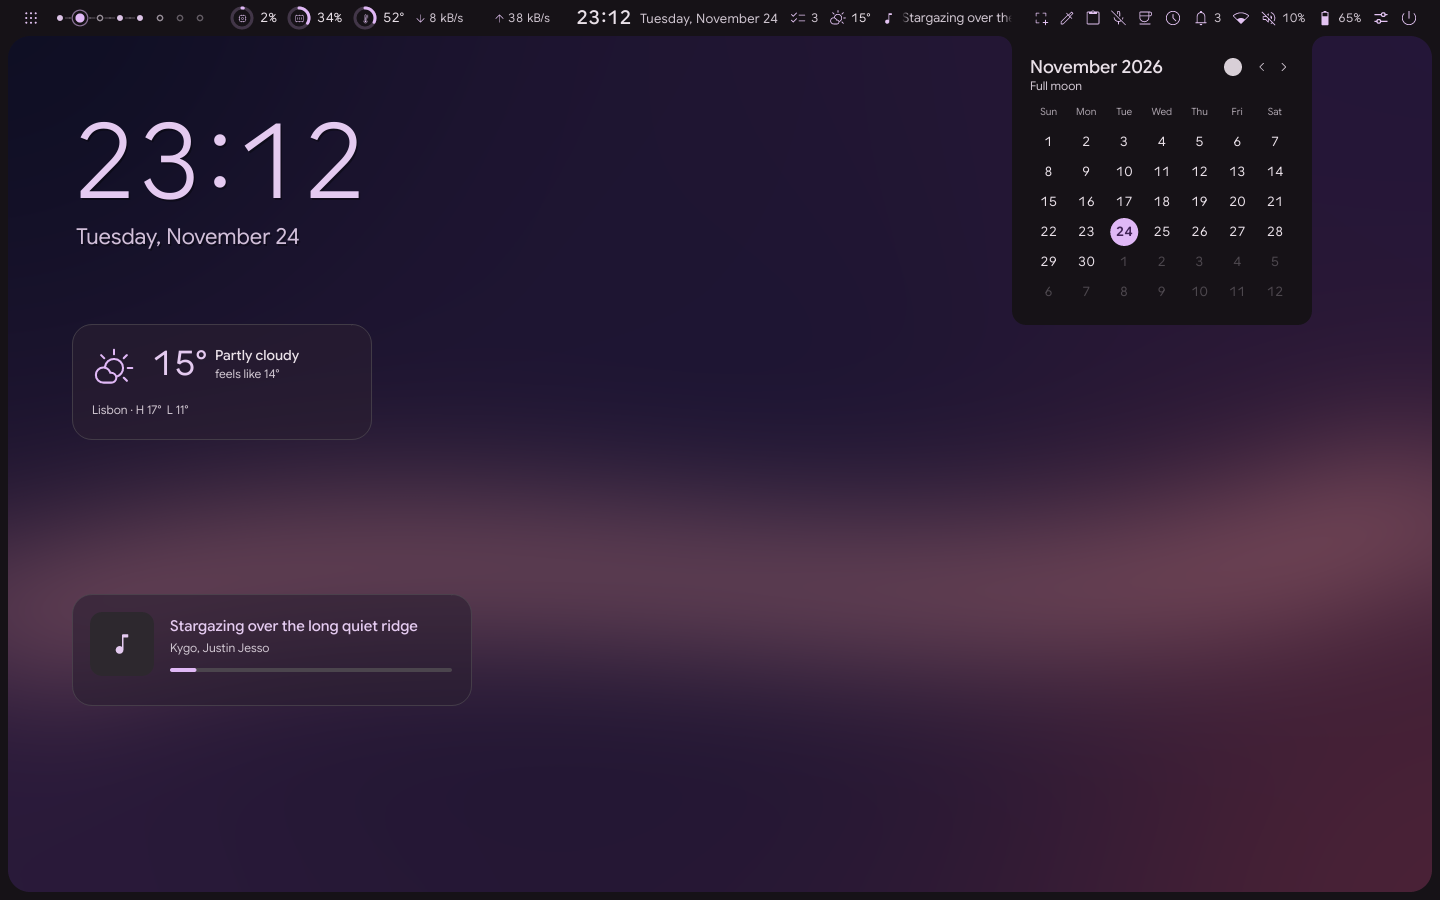 2% 34% 52° ↓ 8 kB/s ↑ 38 kB/s 23:12 Tuesday, November 24 3 15° Stargazing over 3 10% 65%
November 2026
Full moon
Sun Mon Tue Wed Thu Fri Sat
1 2 3 4 5 6 7
8 9 10 11 12 13 14
15 16 17 18 19 20 21
22 23 24 25 26 27 28
29 30 1 2 3 4 5
6 7 8 9 10 11 12
23:12
Tuesday, November 24
15° Partly cloudy
feels like 14°
Lisbon · H 17° L 11°
Stargazing over the long quiet ridge
Kygo, Justin Jesso